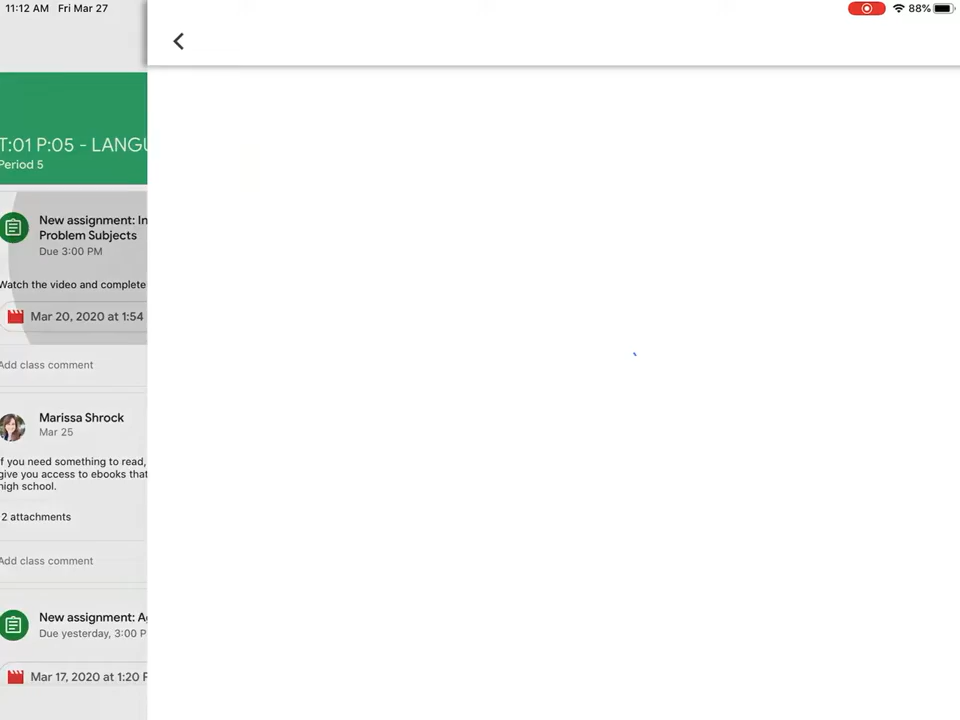 11:12 AM Fri Mar 27
88%
T:01 P:05 - LANGU
Period 5
New assignment: In
Problem Subjects
Due 3:00 PM
Watch the video and complete
Mar 20, 2020 at 1:54
Add class comment
Marissa Shrock
Mar 25
f you need something to read,
give you access to ebooks that
high school.
2 attachments
Add class comment
New assignment: A
Due yesterday, 3:00 P
Mar 17, 2020 at 1:20 P